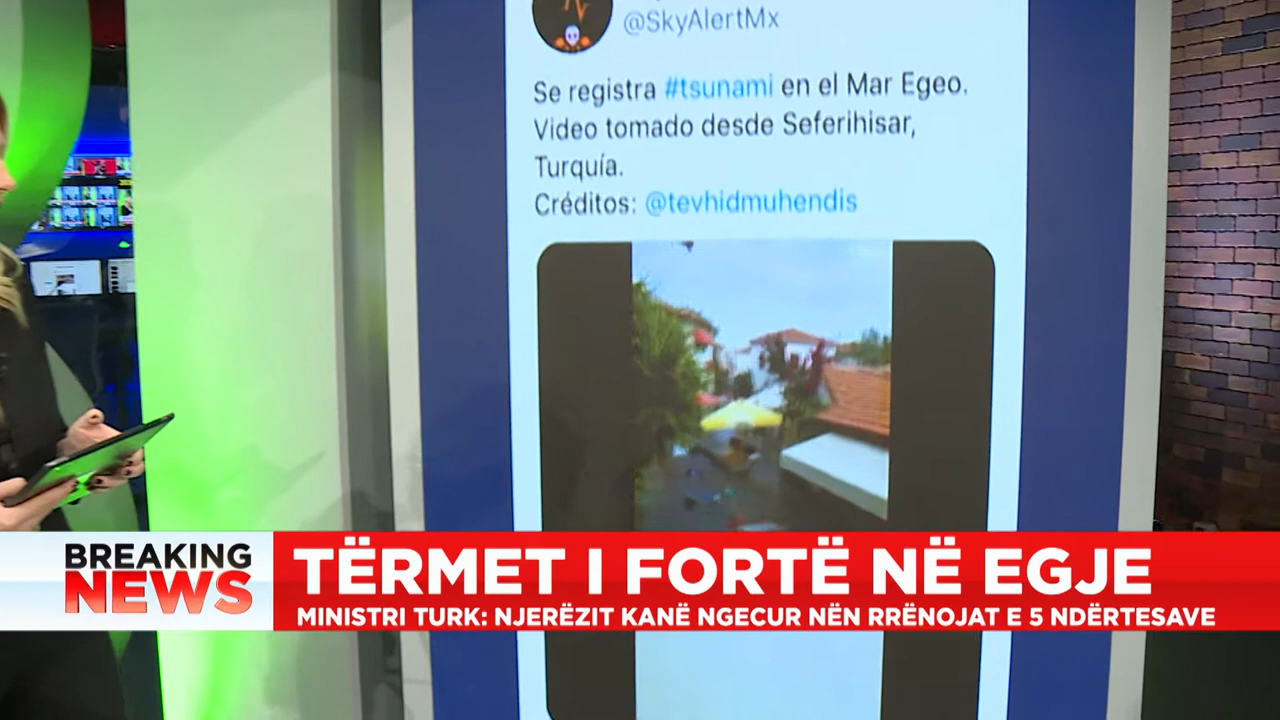 @SkyAlertMx
Se registra #tsunami en el Mar Egeo.
Video tomado desde Seferihisar,
Turquía.
Créditos: @tevhidmuhendis
BREAKING
NEWS
TËRMET I FORTË NË EGJE
MINISTRI TURK: NJERËZIT KANË NGECUR NËN RRËNOJAT E 5 NDËRTESAVE